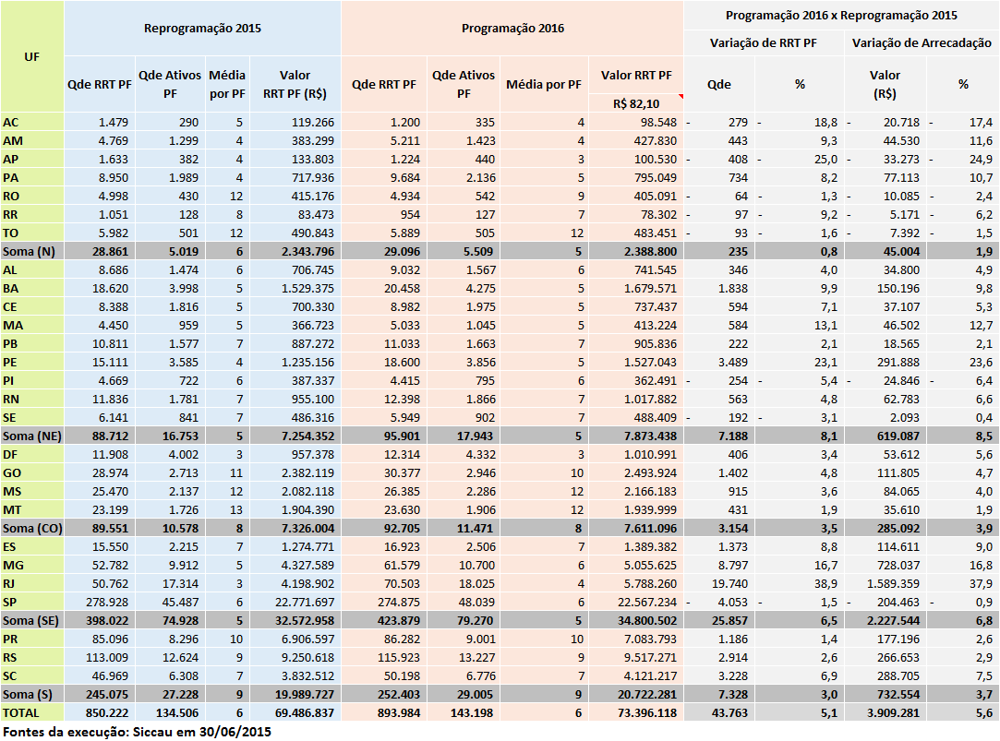 UF Reprogramação 2015 Programação 2016 Programação 2016 x Reprogramação 2015
Variação de RRT PF Variação de Arrecadação
Qde RRT PF Qde Ativos PF Média por PF Valor RRT PF (R$) Qde RRT PF Qde Ativos PF Média por PF Valor RRT PF Qde % Valor (R$) %
R$ 82,10
AC 1.479 290 5 119.266 1.200 335 4 98.548 - 279 - 18,8 - 20.718 - 17,4
AM 4.769 1.299 4 383.299 5.211 1.423 4 427.830 443 9,3 44.530 11,6
AP 1.633 382 4 133.803 1.224 440 3 100.530 - 408 - 25,0 - 33.273 - 24,9
PA 8.950 1.989 4 717.936 9.684 2.136 5 795.049 734 8,2 77.113 10,7
RO 4.998 430 12 415.176 4.934 542 9 405.091 - 64 - 1,3 - 10.085 - 2,4
RR 1.051 128 8 83.473 954 127 7 78.302 - 97 - 9,2 - 5.171 - 6,2
TO 5.982 501 12 490.843 5.889 505 12 483.451 - 93 - 1,6 - 7.392 - 1,5
Soma (N) 28.861 5.019 6 2.343.796 29.096 5.509 5 2.388.800 235 0,8 45.004 1,9
AL 8.686 1.474 6 706.745 9.032 1.567 6 741.545 346 4,0 34.800 4,9
BA 18.620 3.998 5 1.529.375 20.458 4.275 5 1.679.571 1.838 9,9 150.196 9,8
CE 8.388 1.816 5 700.330 8.982 1.975 5 737.437 594 7,1 37.107 5,3
MA 4.450 959 5 366.723 5.033 1.045 5 413.224 584 13,1 46.502 12,7
PB 10.811 1.577 7 887.272 11.033 1.663 7 905.836 222 2,1 18.565 2,1
PE 15.111 3.585 4 1.235.156 18.600 3.856 5 1.527.043 3.489 23,1 291.888 23,6
PI 4.669 722 6 387.337 4.415 795 6 362.491 - 254 - 5,4 - 24.846 - 6,4
RN 11.836 1.781 7 955.100 12.398 1.866 7 1.017.882 563 4,8 62.783 6,6
SE 6.141 841 7 486.316 5.949 902 7 488.409 - 192 - 3,1 2.093 0,4
Soma (NE) 88.712 16.753 5 7.254.352 95.901 17.943 5 7.873.438 7.188 8,1 619.087 8,5
DF 11.908 4.002 3 957.378 12.314 4.332 3 1.010.991 406 3,4 53.612 5,6
GO 28.974 2.713 11 2.382.119 30.377 2.946 10 2.493.924 1.402 4,8 111.805 4,7
MS 25.470 2.137 12 2.082.118 26.385 2.286 12 2.166.183 915 3,6 84.065 4,0
MT 23.199 1.726 13 1.904.390 23.630 1.906 12 1.939.999 431 1,9 35.610 1,9
Soma (CO) 89.551 10.578 8 7.326.004 92.705 11.471 8 7.611.096 3.154 3,5 285.092 3,9
ES 15.550 2.215 7 1.274.771 16.923 2.506 7 1.389.382 1.373 8,8 114.611 9,0
MG 52.782 9.912 5 4.327.589 61.579 10.700 6 5.055.625 8.797 16,7 728.037 16,8
RJ 50.762 17.314 3 4.198.902 70.503 18.025 4 5.788.260 19.740 38,9 1.589.359 37,9
SP 278.928 45.487 6 22.771.697 274.875 48.039 6 22.567.234 - 4.053 - 1,5 - 204.463 - 0,9
Soma (SE) 398.022 74.928 5 32.572.958 423.879 79.270 5 34.800.502 25.857 6,5 2.227.544 6,8
PR 85.096 8.296 10 6.906.597 86.282 9.001 10 7.083.793 1.186 1,4 177.196 2,6
RS 113.009 12.624 9 9.250.618 115.923 13.227 9 9.517.271 2.914 2,6 266.653 2,9
SC 46.969 6.308 7 3.832.512 50.198 6.776 7 4.121.217 3.228 6,9 288.705 7,5
Soma (S) 245.075 27.228 9 19.989.727 252.403 29.005 9 20.722.281 7.328 3,0 732.554 3,7
TOTAL 850.222 134.506 6 69.486.837 893.984 143.198 6 73.396.118 43.763 5,1 3.909.281 5,6
Fontes da execução: Siccau em 30/06/2015